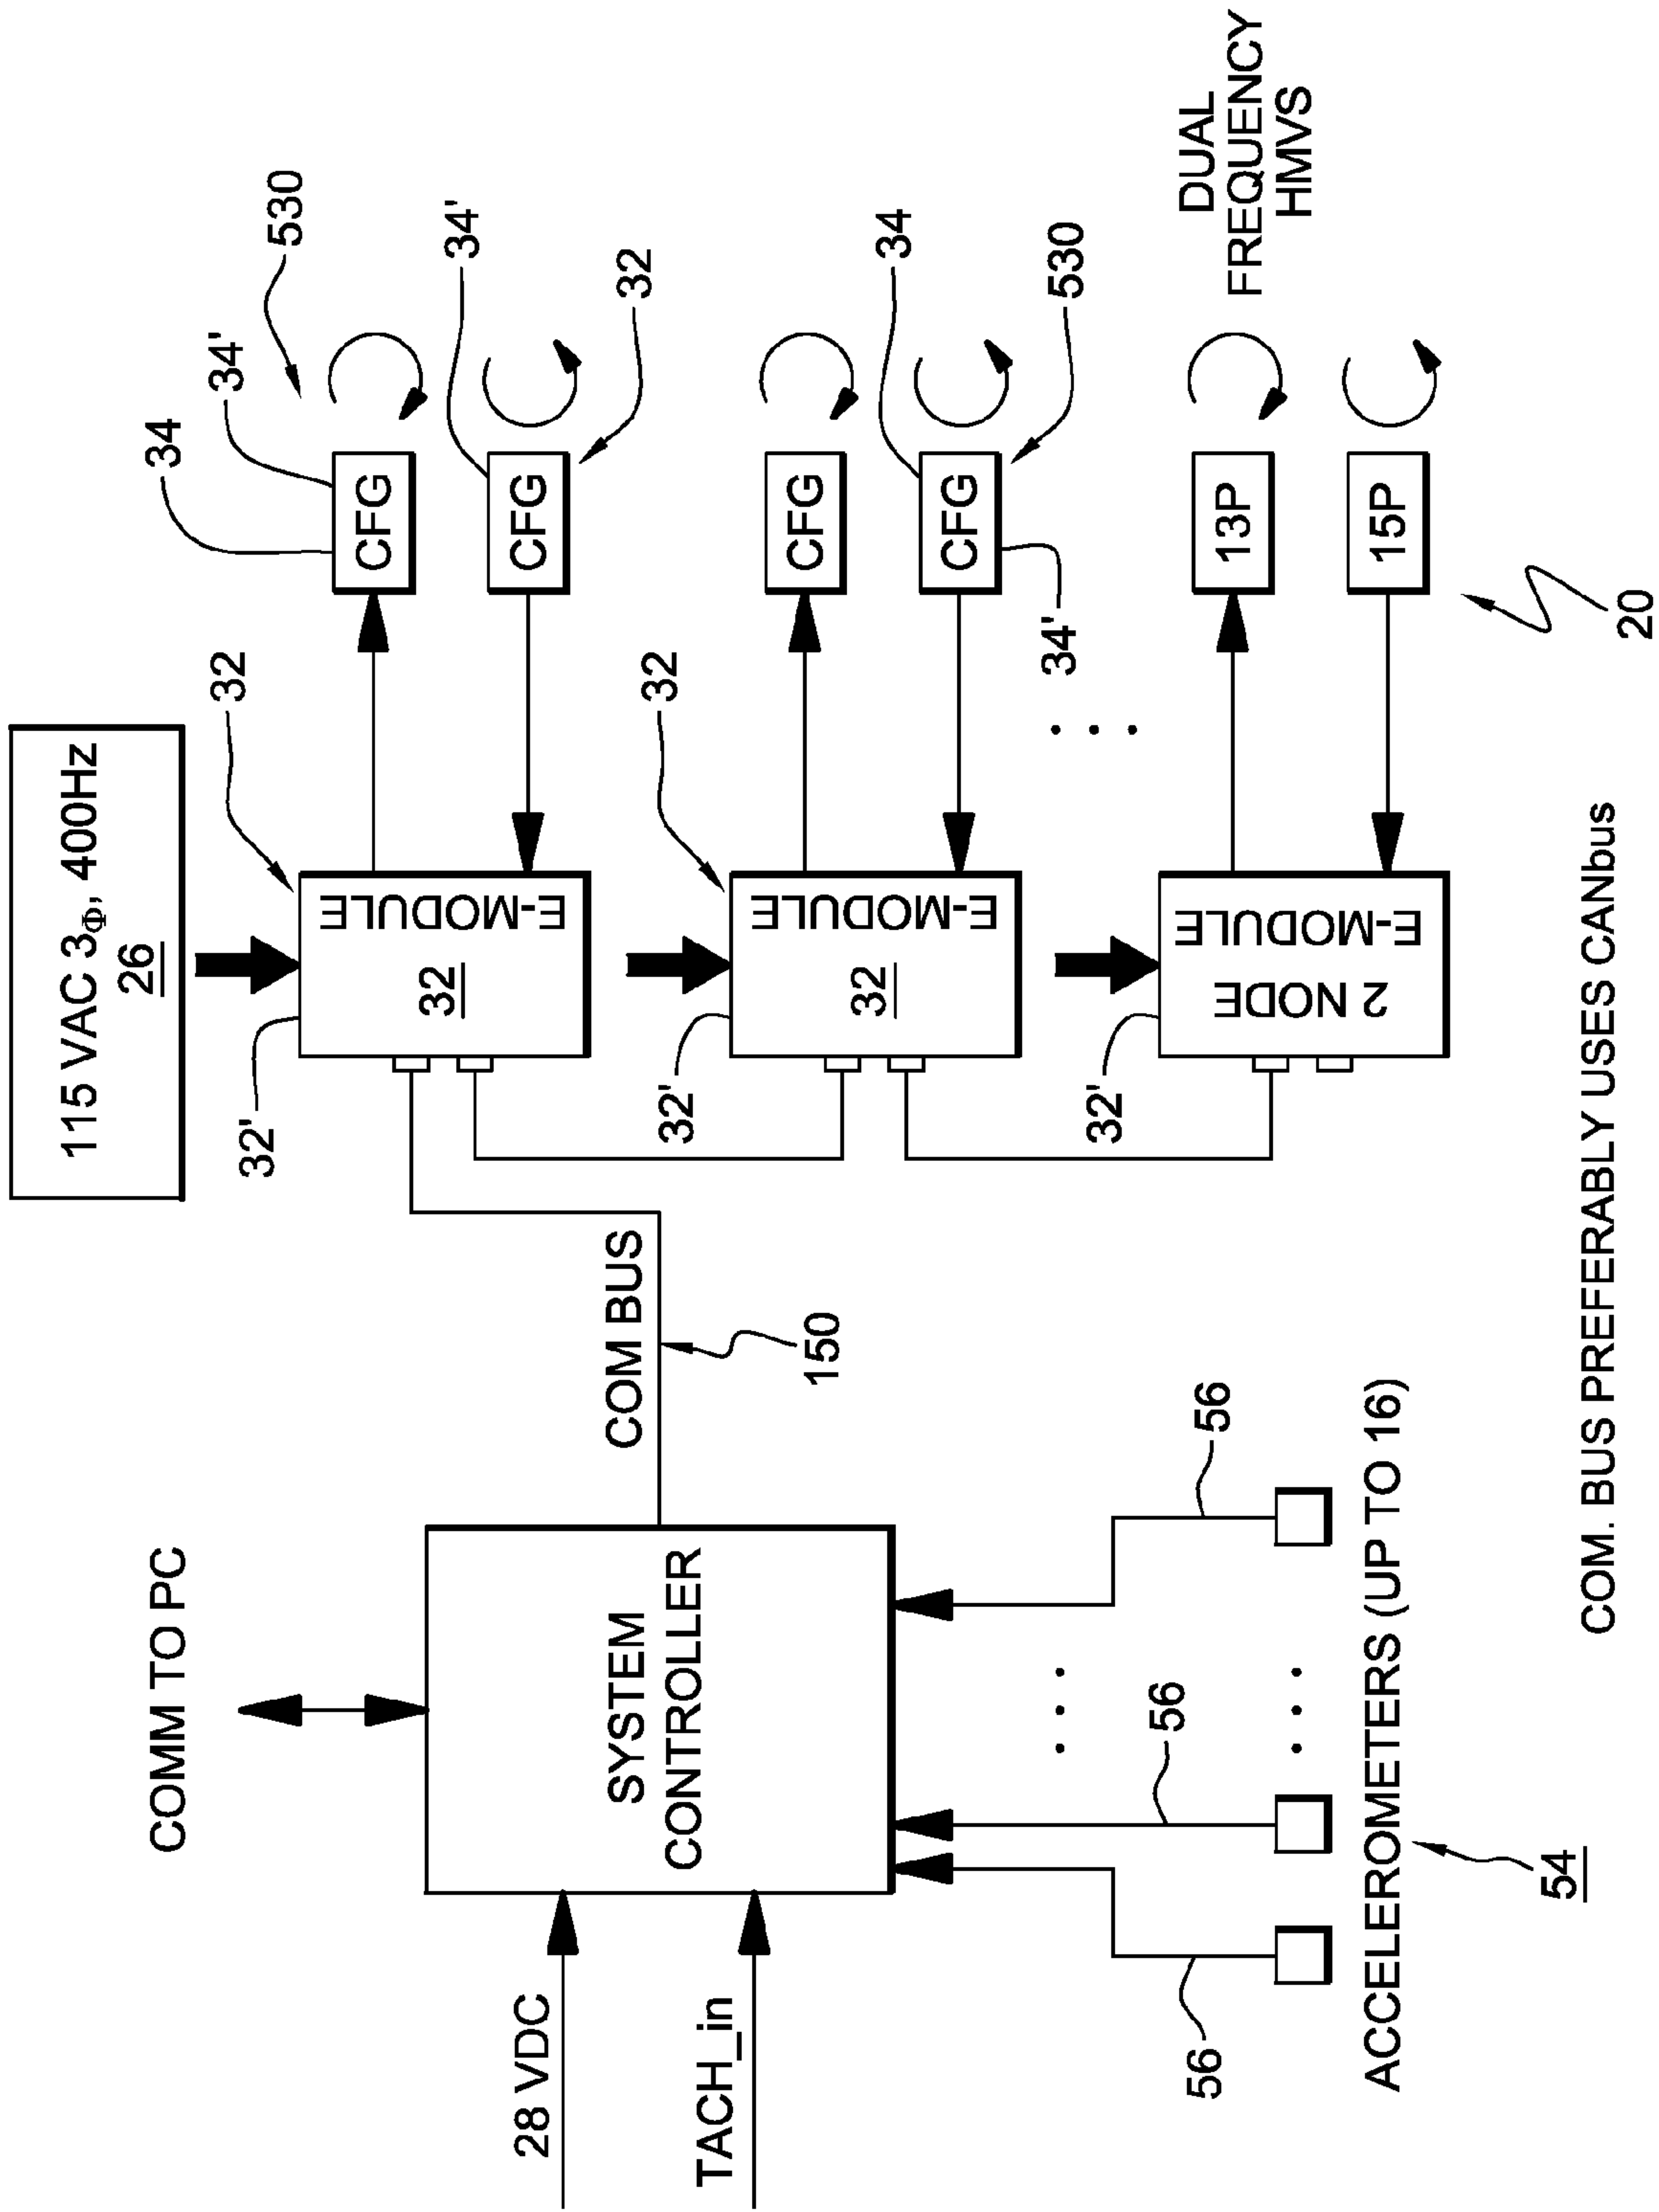 COMM TO PC
28 VDC
TACH_in
SYSTEM
CONTROLLER
COM BUS
150
56
56
56
ACCELEROMETERS (UP TO 16)
54
115 VAC 3Φ, 400Hz
26
32
32'
E-MODULE
32
34
34'
530
CFG
34'
CFG
32
32
32'
E-MODULE
32
CFG
34
CFG
34'
530
32'
E-MODULE
2 NODE
13P
15P
DUAL
FREQUENCY
HMVS
20
COM. BUS PREFERABLY USES CANbus